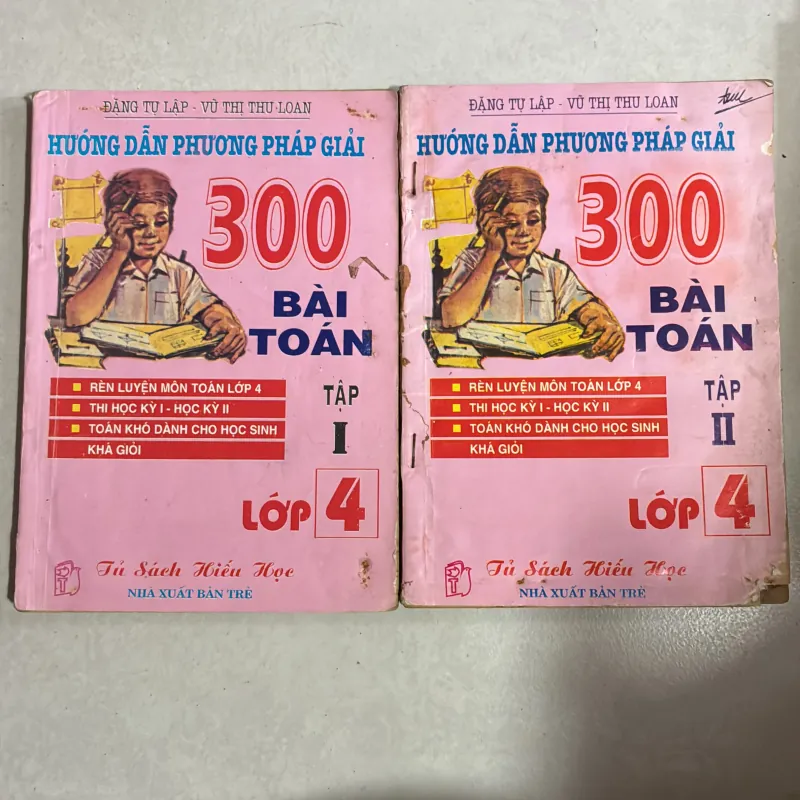 ĐẶNG TỰ LẬP - VŨ THỊ THU LOAN
HƯỚNG DẪN PHƯƠNG PHÁP GIẢI
300
BÀI
TOÁN
RÈN LUYỆN MÔN TOÁN LỚP 4
THI HỌC KỲ I - HỌC KỲ II
TOÁN KHÓ DÀNH CHO HỌC SINH
KHÁ GIỎI
TẬP
I
LỚP 4
Tủ Sách Hiếu Học
NHÀ XUẤT BẢN TRẺ
ĐẶNG TỰ LẬP - VŨ THỊ THU LOAN
HƯỚNG DẪN PHƯƠNG PHÁP GIẢI
300
BÀI
TOÁN
RÈN LUYỆN MÔN TOÁN LỚP 4
THI HỌC KỲ I - HỌC KỲ II
TOÁN KHÓ DÀNH CHO HỌC SINH
KHÁ GIỎI
TẬP
II
LỚP 4
Tủ Sách Hiếu Học
NHÀ XUẤT BẢN TRẺ